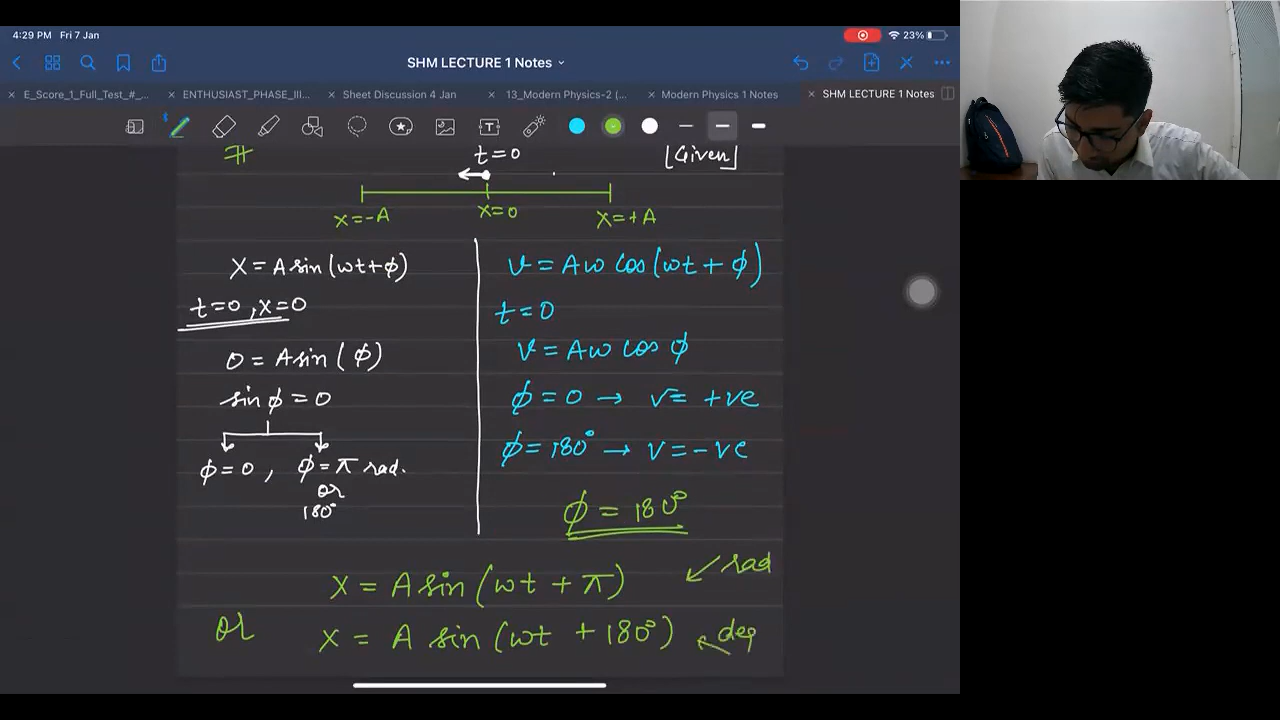 4:29 PM Fri 7 Jan
23%
SHM LECTURE 1 Notes
E_Score_1_Full_Test_#_...
ENTHUSIAST_PHASE_III...
Sheet Discussion 4 Jan
13_Modern Physics-2 (...
Modern Physics 1 Notes
SHM LECTURE 1 Notes
#
t=0
[Given]
x=-A
x=0
x=+A
x = A sin (ωt+ϕ)
t=0, x=0
0 = A sin (ϕ)
sin ϕ = 0
ϕ=0, ϕ=π rad.
or
180°
v = Aω cos (ωt + ϕ)
t=0
v = Aω cos ϕ
ϕ = 0 → v= +ve
ϕ = 180° → v = -ve
ϕ = 180°
x = A sin (ωt + π) ↙ rad
or x = A sin (ωt + 180°) ↖ deg